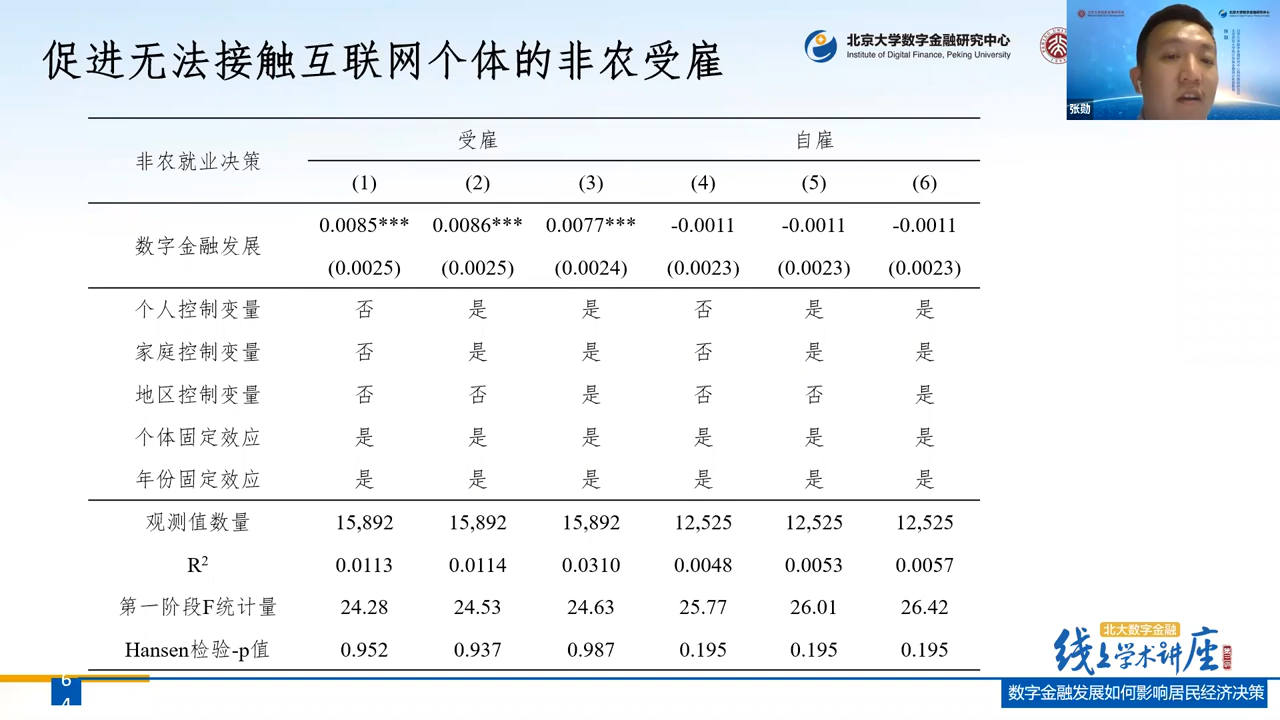 促进无法接触互联网个体的非农受雇
北京大学数字金融研究中心
Institute of Digital Finance, Peking University
北京大学数字金融研究中心
张勋
非农就业决策 受雇 自雇
(1) (2) (3) (4) (5) (6)
数字金融发展 0.0085*** 0.0086*** 0.0077*** -0.0011 -0.0011 -0.0011
(0.0025) (0.0025) (0.0024) (0.0023) (0.0023) (0.0023)
个人控制变量 否 是 是 否 是 是
家庭控制变量 否 是 是 否 是 是
地区控制变量 否 否 是 否 否 是
个体固定效应 是 是 是 是 是 是
年份固定效应 是 是 是 是 是 是
观测值数量 15,892 15,892 15,892 12,525 12,525 12,525
R² 0.0113 0.0114 0.0310 0.0048 0.0053 0.0057
第一阶段F统计量 24.28 24.53 24.63 25.77 26.01 26.42
Hansen检验-p值 0.952 0.937 0.987 0.195 0.195 0.195
64
北大数字金融
线上学术讲座
数字金融发展如何影响居民经济决策